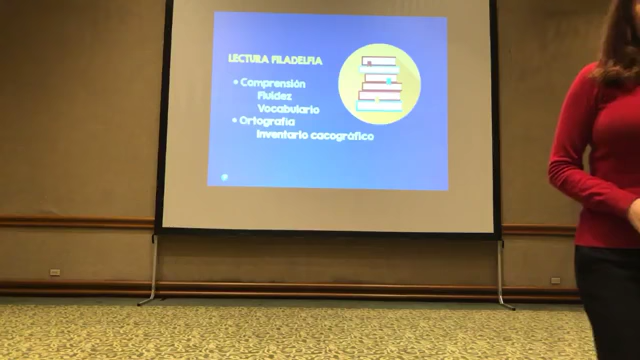 LECTURA FILADELFIA
• Comprensión
Fluidez
Vocabulario
• Ortografía
Inventario cacográfico